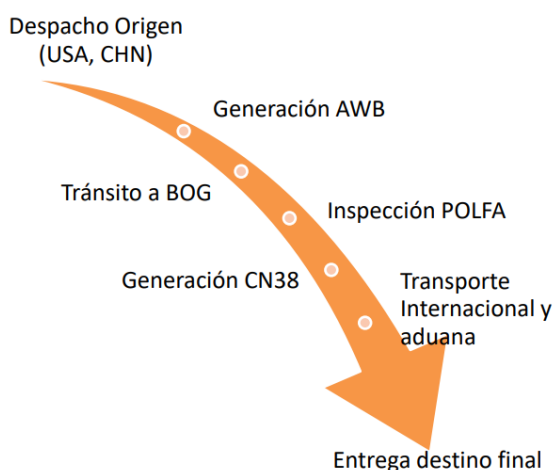 Despacho Origen
(USA, CHN)
Generación AWB
Tránsito a BOG
Inspección POLFA
Generación CN38
Transporte
Internacional y
aduana
Entrega destino final